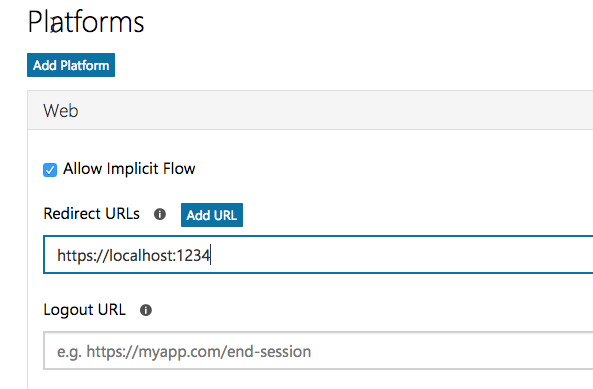 Platforms
Add Platform
Web
Allow Implicit Flow
Redirect URLs Add URL
https://localhost:1234
Logout URL
e.g. https://myapp.com/end-session